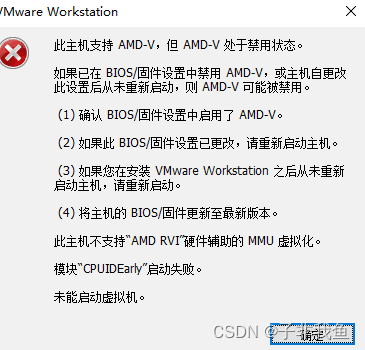 VMware Workstation
此主机支持 AMD-V，但 AMD-V 处于禁用状态。
如果已在 BIOS/固件设置中禁用 AMD-V，或主机自更改
此设置后从未重新启动，则 AMD-V 可能被禁用。
(1) 确认 BIOS/固件设置中启用了 AMD-V。
(2) 如果此 BIOS/固件设置已更改，请重新启动主机。
(3) 如果您在安装 VMware Workstation 之后从未重新
启动主机，请重新启动。
(4) 将主机的 BIOS/固件更新至最新版本。
此主机不支持“AMD RVI”硬件辅助的 MMU 虚拟化。
模块“CPUIDEarly”启动失败。
未能启动虚拟机。
确定
CSDN